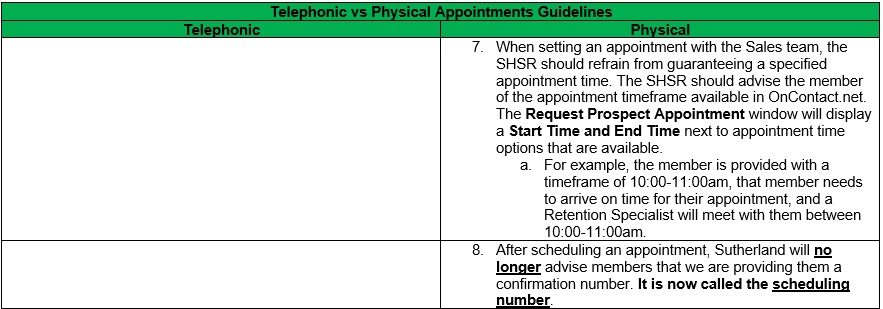 Telephonic vs Physical Appointments Guidelines
Telephonic
Physical
7. When setting an appointment with the Sales team, the
SHSR should refrain from guaranteeing a specified
appointment time. The SHSR should advise the member
of the appointment timeframe available in OnContact.net.
The Request Prospect Appointment window will display
a Start Time and End Time next to appointment time
options that are available.
a. For example, the member is provided with a
timeframe of 10:00-11:00am, that member needs
to arrive on time for their appointment, and a
Retention Specialist will meet with them between
10:00-11:00am.
8. After scheduling an appointment, Sutherland will no
longer advise members that we are providing them a
confirmation number. It is now called the scheduling
number.